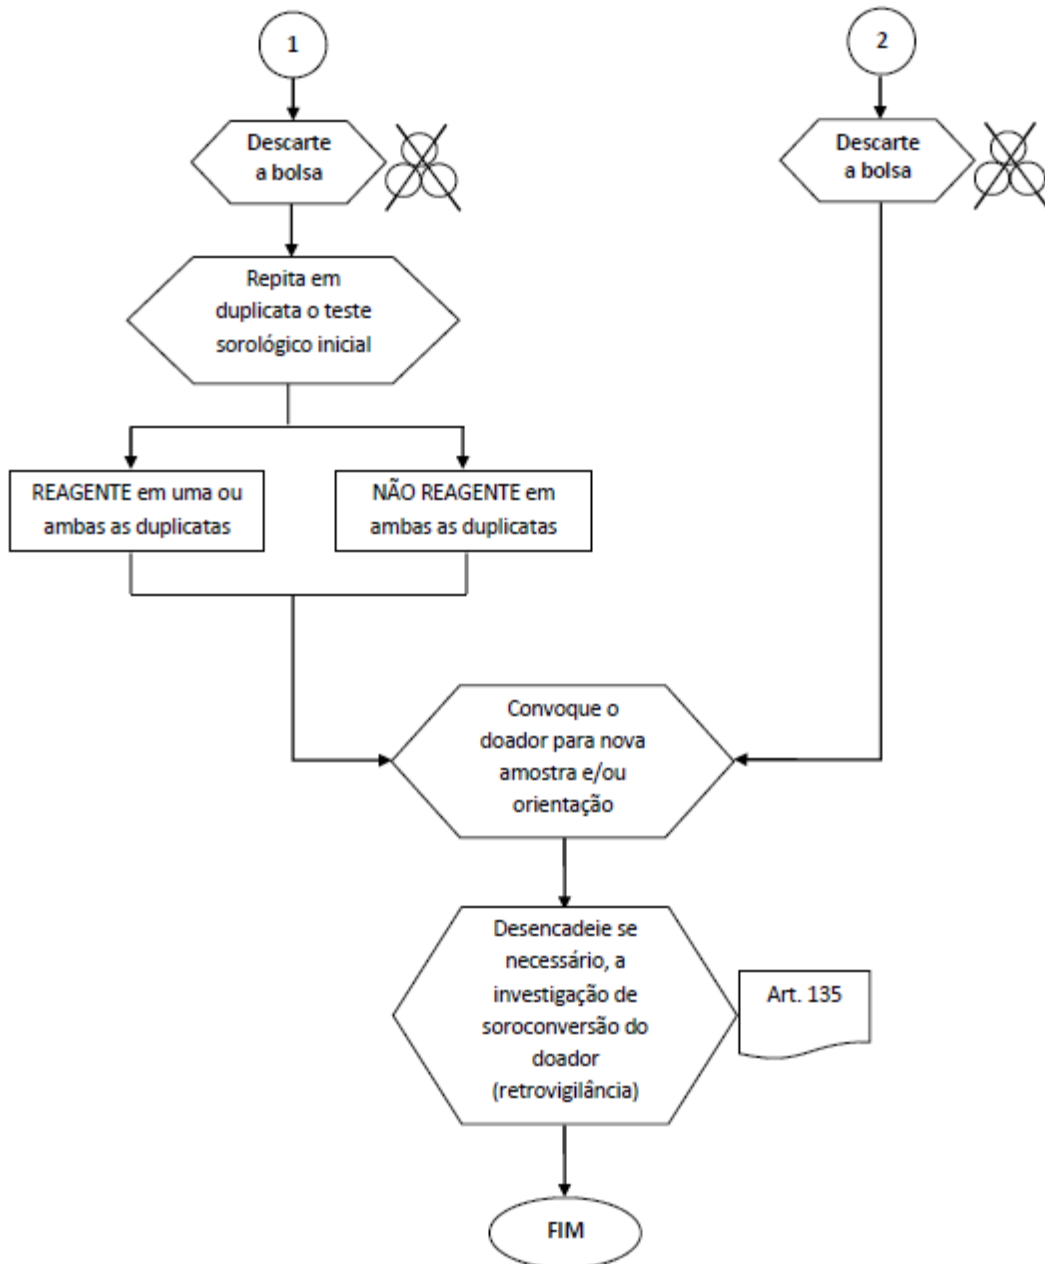 1
2
Descarte
a bolsa
Descarte
a bolsa
Repita em
duplicata o teste
sorológico inicial
REAGENTE em uma ou
ambas as duplicatas
NÃO REAGENTE em
ambas as duplicatas
Convoque o
doador para nova
amostra e/ou
orientação
Desencadeie se
necessário, a
investigação de
soroconversão do
doador
(retrovigilância)
Art. 135
FIM